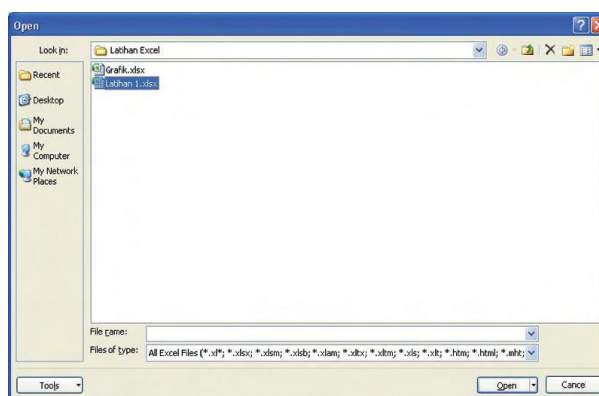 Open
Look in: Latihan Excel
Recent
Desktop
My
Documents
My
Computer
My Network
Places
Grafik.xlsx
Latihan 1.xlsx
File name:
Files of type: All Excel Files (*.xl*; *.xlsx; *.xlsm; *.xlsb; *.xlam; *.xltx; *.xltm; *.xls; *.xlt; *.htm; *.html; *.mht;
Tools
Open
Cancel